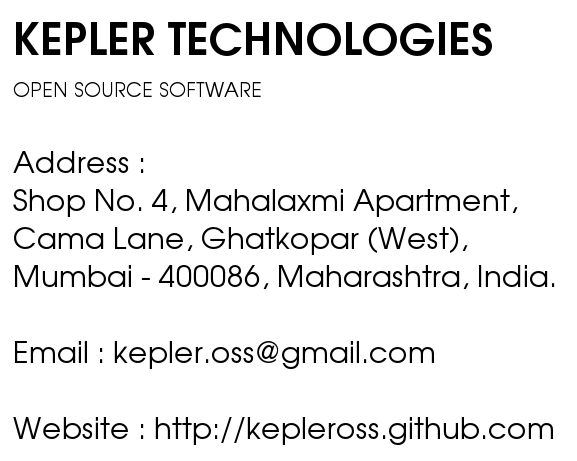 KEPLER TECHNOLOGIES
OPEN SOURCE SOFTWARE
Address :
Shop No. 4, Mahalaxmi Apartment,
Cama Lane, Ghatkopar (West),
Mumbai - 400086, Maharashtra, India.
Email : kepler.oss@gmail.com
Website : http://kepleross.github.com